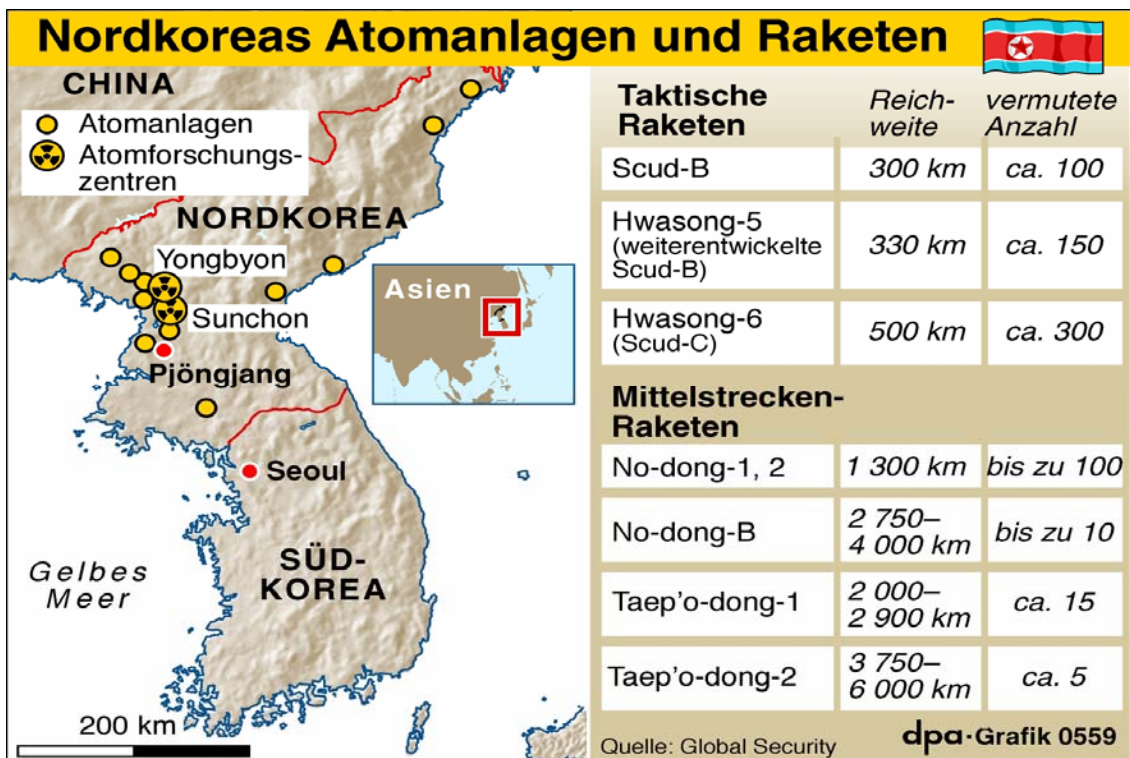 Nordkoreas Atomanlagen und Raketen
CHINA
Atomanlagen
Atomforschungs-
zentren
NORDKOREA
Yongbyon
Sunchon
Pjöngjang
Seoul
SÜD-
KOREA
Gelbes
Meer
200 km
Asien
Taktische
Raketen
Reich-
weite
vermutete
Anzahl
Scud-B
300 km
ca. 100
Hwasong-5
(weiterentwickelte
Scud-B)
330 km
ca. 150
Hwasong-6
(Scud-C)
500 km
ca. 300
Mittelstrecken-
Raketen
No-dong-1, 2
1 300 km
bis zu 100
No-dong-B
2 750–
4 000 km
bis zu 10
Taep'o-dong-1
2 000–
2 900 km
ca. 15
Taep'o-dong-2
3 750–
6 000 km
ca. 5
Quelle: Global Security
dpa·Grafik 0559